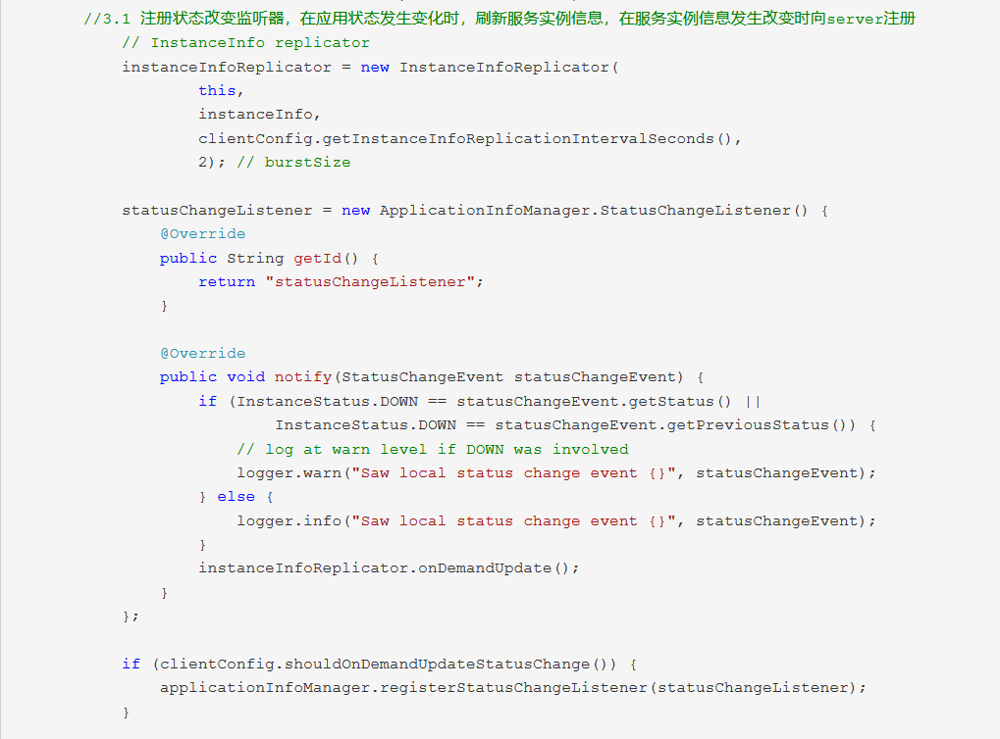 //3.1 注册状态改变监听器，在应用状态发生变化时，刷新服务实例信息，在服务实例信息发生改变时向server注册
// InstanceInfo replicator
instanceInfoReplicator = new InstanceInfoReplicator(
this,
instanceInfo,
clientConfig.getInstanceInfoReplicationIntervalSeconds(),
2); // burstSize
statusChangeListener = new ApplicationInfoManager.StatusChangeListener() {
@Override
public String getId() {
return "statusChangeListener";
}
@Override
public void notify(StatusChangeEvent statusChangeEvent) {
if (InstanceStatus.DOWN == statusChangeEvent.getStatus() ||
InstanceStatus.DOWN == statusChangeEvent.getPreviousStatus()) {
// log at warn level if DOWN was involved
logger.warn("Saw local status change event {}", statusChangeEvent);
} else {
logger.info("Saw local status change event {}", statusChangeEvent);
}
instanceInfoReplicator.onDemandUpdate();
}
};
if (clientConfig.shouldOnDemandUpdateStatusChange()) {
applicationInfoManager.registerStatusChangeListener(statusChangeListener);
}